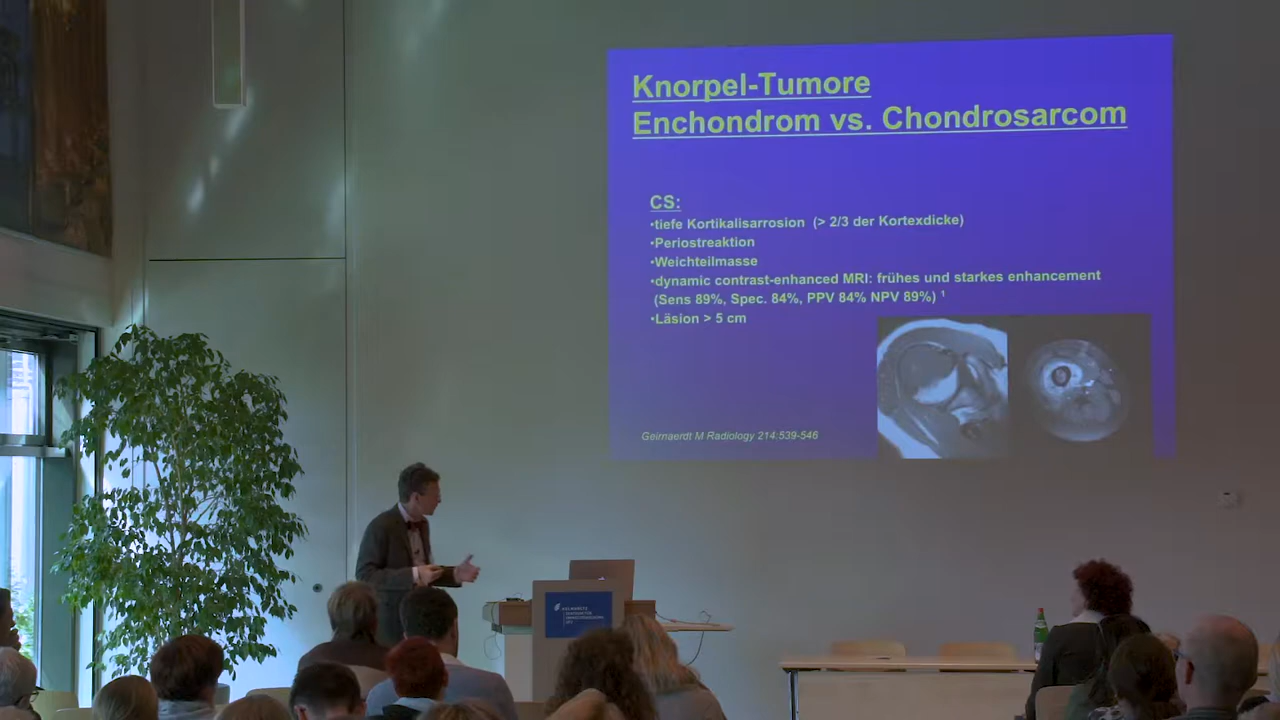 Knorpel-Tumore
Enchondrom vs. Chondrosarcom
CS:
•tiefe Kortikalisarrosion (> 2/3 der Kortexdicke)
•Periostreaktion
•Weichteilmasse
•dynamic contrast-enhanced MRI: frühes und starkes enhancement
(Sens 89%, Spec. 84%, PPV 84% NPV 89%) 1
•Läsion > 5 cm
Geirnaerdt M Radiology 214:539-546